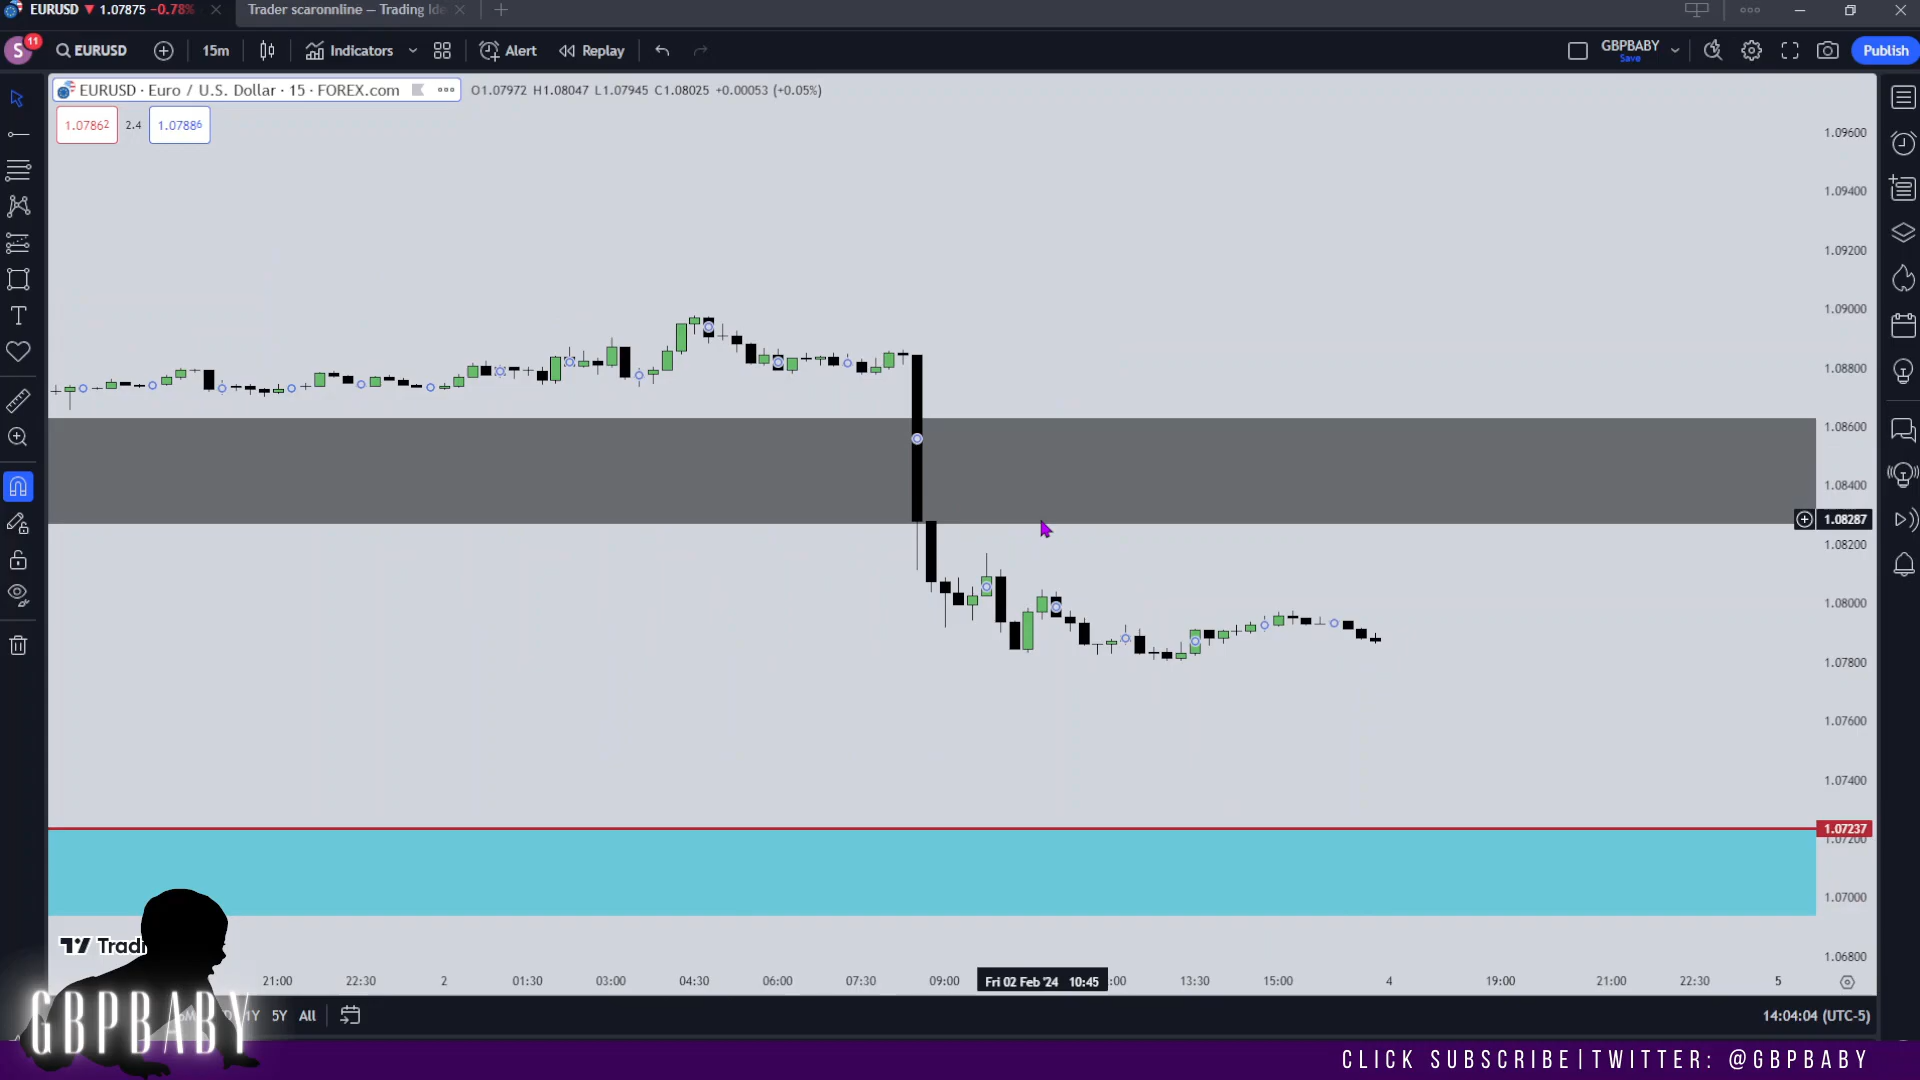 EURUSD ▼ 1.07875 −0.78%
Trader scaronnline — Trading Ide
S 11 EURUSD 15m Indicators Alert Replay GBPBABY Save Publish
EURUSD · Euro / U.S. Dollar · 15 · FOREX.com O1.07972 H1.08047 L1.07945 C1.08025 +0.00053 (+0.05%)
1.07862 2.4 1.07886
1.09600
1.09400
1.09200
1.09000
1.08800
1.08600
1.08400
1.08287
1.08200
1.08000
1.07800
1.07600
1.07400
1.07237
1.07200
1.07000
1.06800
21:00 22:30 2 01:30 03:00 04:30 06:00 07:30 09:00 Fri 02 Feb '24 10:45 :00 13:30 15:00 4 19:00 21:00 22:30 5
1Y 5Y All
14:04:04 (UTC-5)
GBPBABY
CLICK SUBSCRIBE|TWITTER: @GBPBABY